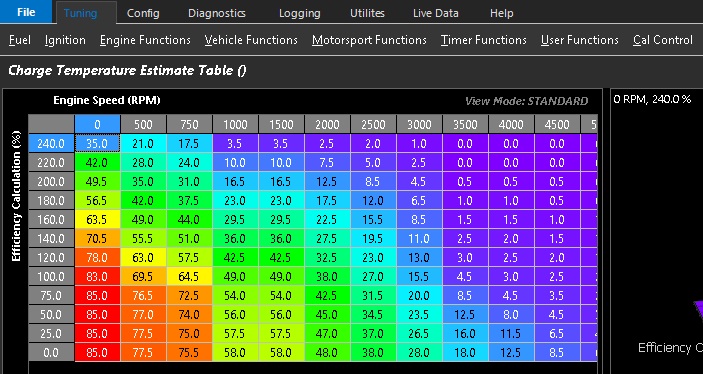 File Tuning Config Diagnostics Logging Utilites Live Data Help
Fuel Ignition Engine Functions Vehicle Functions Motorsport Functions Timer Functions User Functions Cal Control
Charge Temperature Estimate Table ()
Engine Speed (RPM) View Mode: STANDARD 0 RPM, 240.0 %
0 500 750 1000 1500 2000 2500 3000 3500 4000 4500 5
Efficiency Calculation (%)
240.0 35.0 21.0 17.5 3.5 3.5 2.5 2.0 1.0 0.0 0.0 0.0
220.0 42.0 28.0 24.0 10.0 10.0 7.5 5.0 2.5 0.0 0.0 0.0
200.0 49.5 35.0 31.0 16.5 16.5 12.5 8.5 4.5 0.5 0.5 0.5
180.0 56.5 42.0 37.5 23.0 23.0 17.5 12.0 6.5 1.0 1.0 0.5
160.0 63.5 49.0 44.0 29.5 29.5 22.5 15.5 8.5 1.5 1.5 1.0
140.0 70.5 55.5 51.0 36.0 36.0 27.5 19.5 11.0 2.5 2.0 1.5
120.0 78.0 63.0 57.5 42.5 42.5 32.5 23.0 13.0 3.0 2.5 2.0
100.0 83.0 69.5 64.5 49.0 49.0 38.0 27.0 15.5 4.5 3.0 2.5
75.0 85.0 76.5 72.5 54.0 54.0 42.5 31.5 20.0 8.5 4.5 3.5
50.0 85.0 77.0 74.0 56.0 56.0 45.0 34.5 23.5 12.5 8.0 4.5
25.0 85.0 77.5 75.0 57.5 57.5 47.0 37.0 26.5 16.0 11.5 6.5
0.0 85.0 77.5 75.5 58.0 58.0 48.0 38.0 28.0 18.0 12.5 8.5
Efficiency C